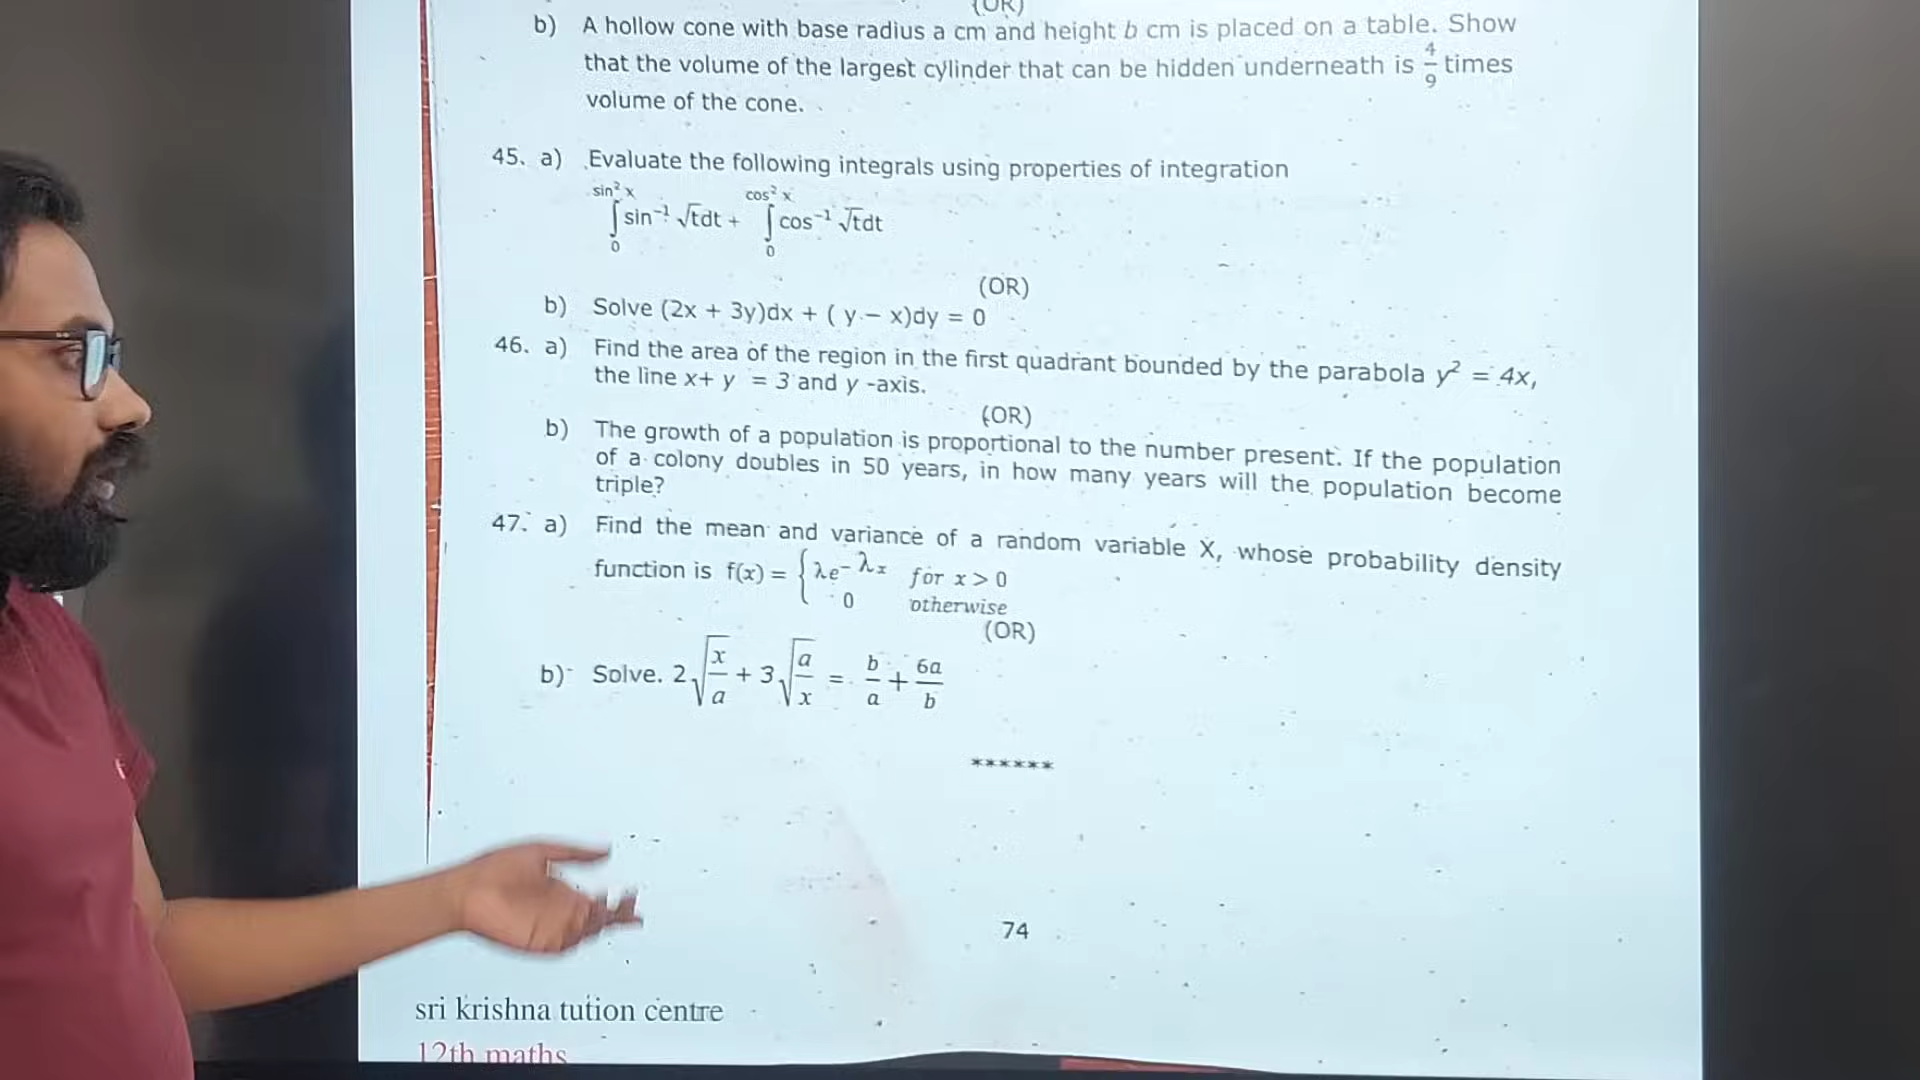 (OR)
b) A hollow cone with base radius a cm and height b cm is placed on a table. Show
that the volume of the largest cylinder that can be hidden underneath is 4/9 times
volume of the cone.
45. a) Evaluate the following integrals using properties of integration
∫₀^(sin² x) sin⁻¹ √t dt + ∫₀^(cos² x) cos⁻¹ √t dt
(OR)
b) Solve (2x + 3y)dx + ( y – x)dy = 0
46. a) Find the area of the region in the first quadrant bounded by the parabola y² = 4x,
the line x+ y = 3 and y -axis.
(OR)
b) The growth of a population is proportional to the number present. If the population
of a colony doubles in 50 years, in how many years will the population become
triple?
47. a) Find the mean and variance of a random variable X, whose probability density
function is f(x) = { λe^(-λx) for x > 0
0 otherwise
(OR)
b) Solve. 2√(x/a) + 3√(a/x) = b/a + 6a/b
******
74
sri krishna tution centre
12th maths